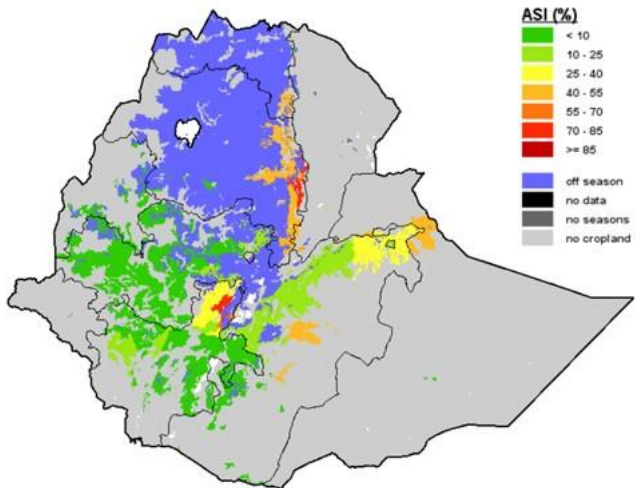 ASI (%)
< 10
10 - 25
25 - 40
40 - 55
55 - 70
70 - 85
>= 85
off season
no data
no seasons
no cropland